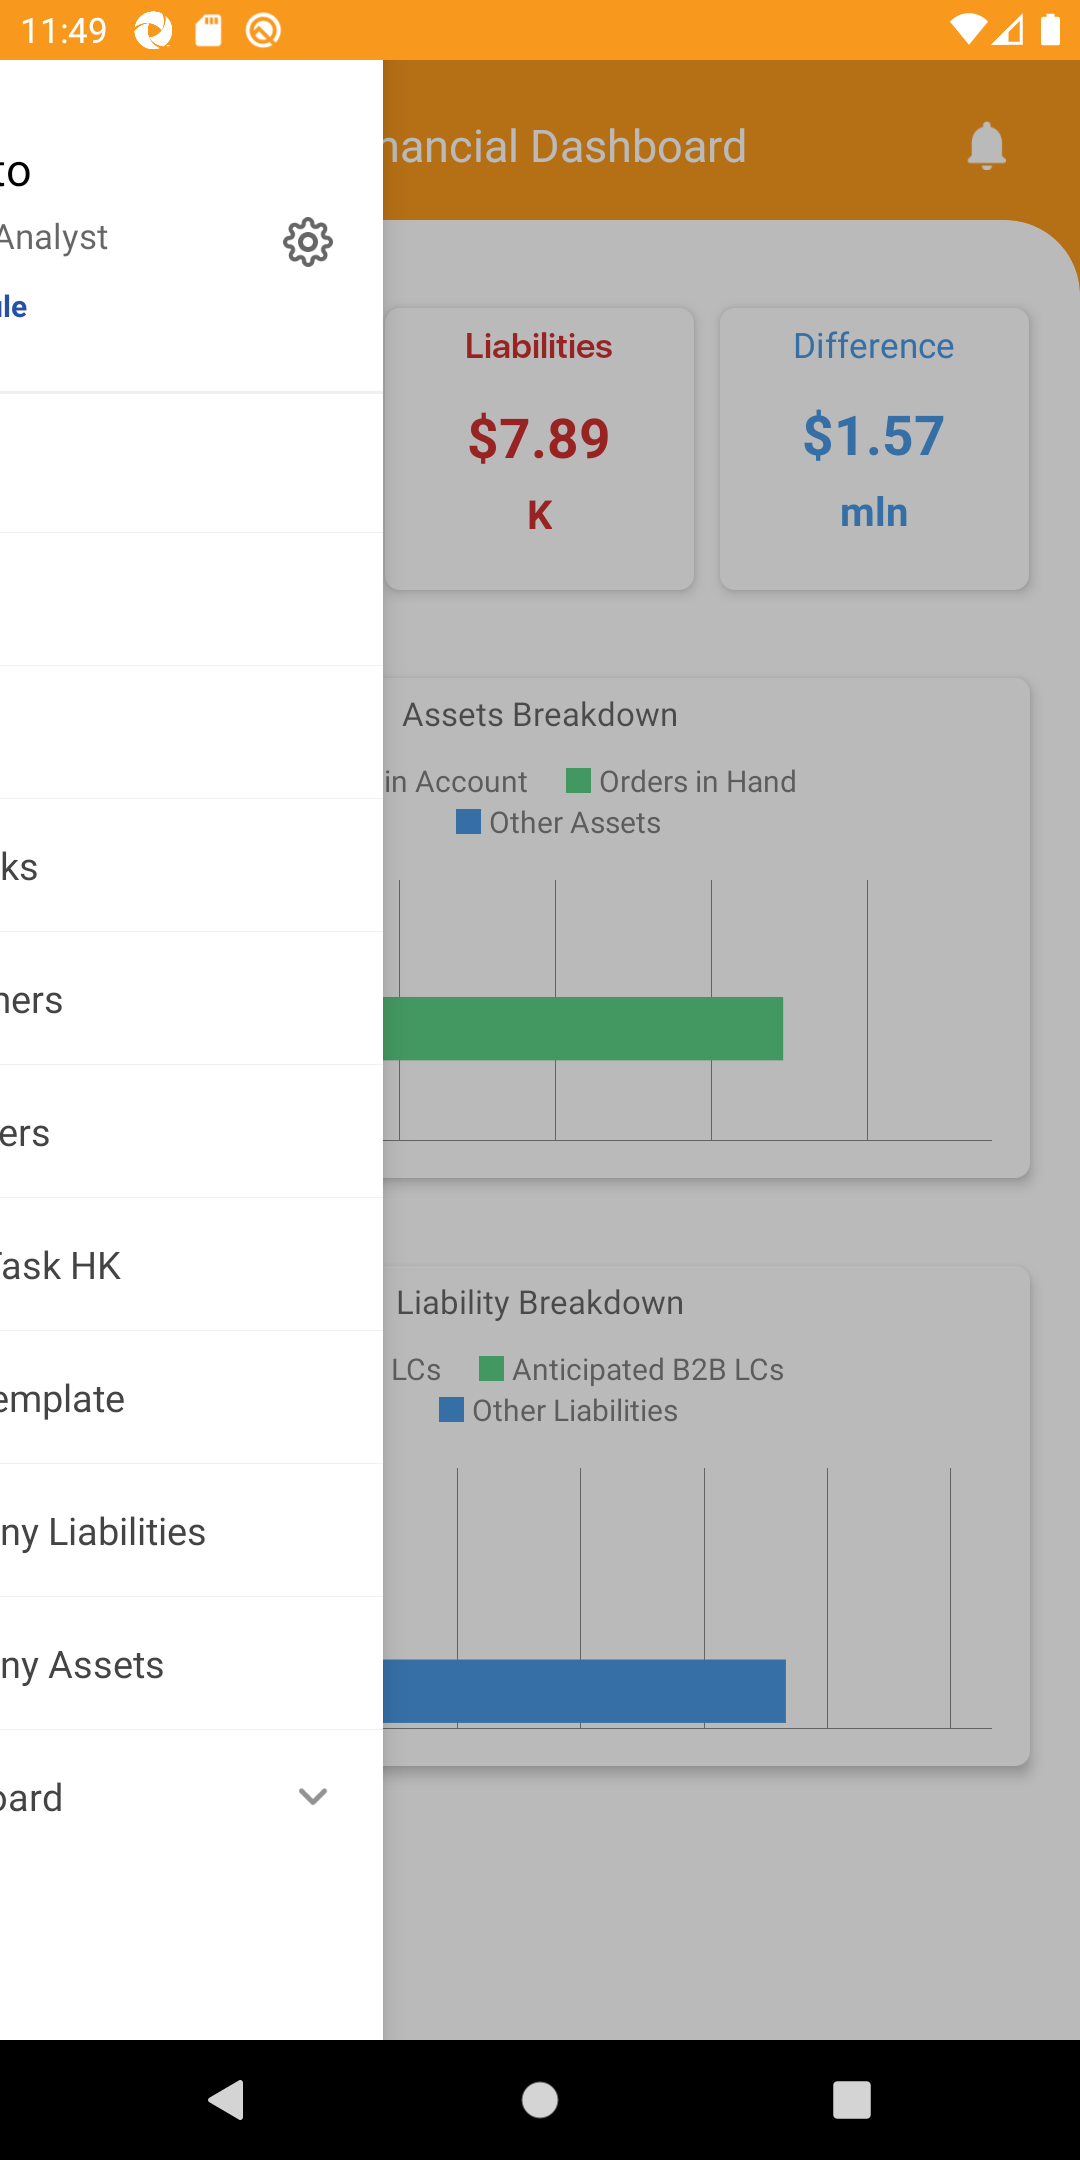 11:49
Financial Dashboard
to
Analyst
Liabilities
Difference
$7.89
$1.57
K
mln
Assets Breakdown
in Account
Orders in Hand
Other Assets
ks
ners
ers
Task HK
emplate
ny Liabilities
ny Assets
oard
Liability Breakdown
LCs
Anticipated B2B LCs
Other Liabilities